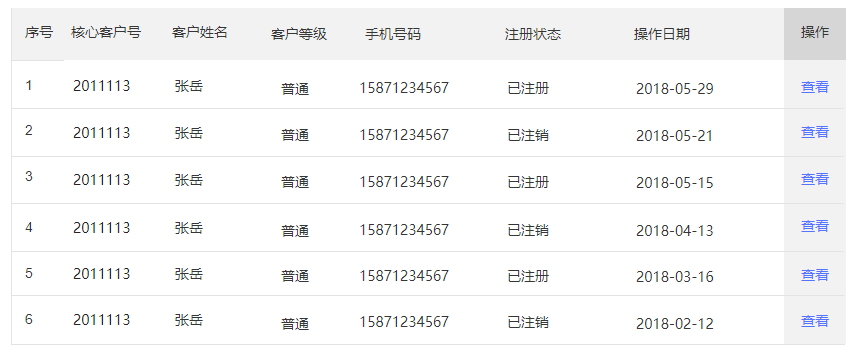 序号 核心客户号 客户姓名 客户等级 手机号码 注册状态 操作日期 操作
1 2011113 张岳 普通 15871234567 已注册 2018-05-29 查看
2 2011113 张岳 普通 15871234567 已注销 2018-05-21 查看
3 2011113 张岳 普通 15871234567 已注册 2018-05-15 查看
4 2011113 张岳 普通 15871234567 已注销 2018-04-13 查看
5 2011113 张岳 普通 15871234567 已注册 2018-03-16 查看
6 2011113 张岳 普通 15871234567 已注销 2018-02-12 查看